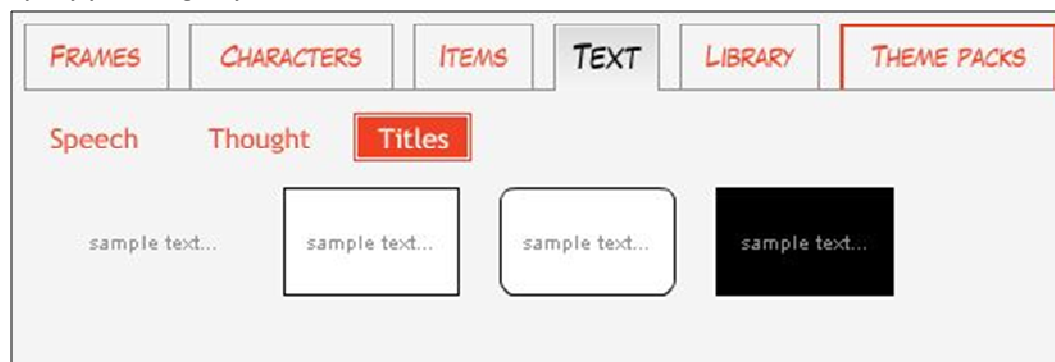 FRAMES CHARACTERS ITEMS TEXT LIBRARY THEME PACKS
Speech Thought Titles
sample text... sample text... sample text... sample text...